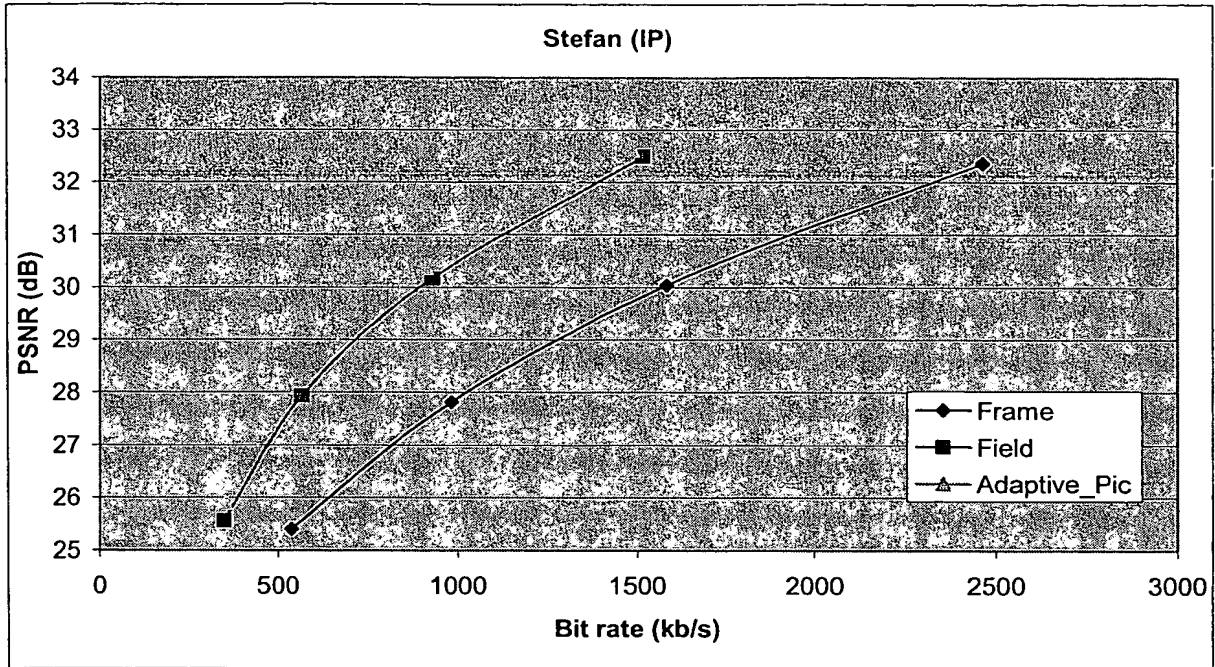 Stefan (IP)
34
33
32
31
30
29
28
27
26
25
PSNR (dB)
0 500 1000 1500 2000 2500 3000
Bit rate (kb/s)
Frame
Field
Adaptive_Pic